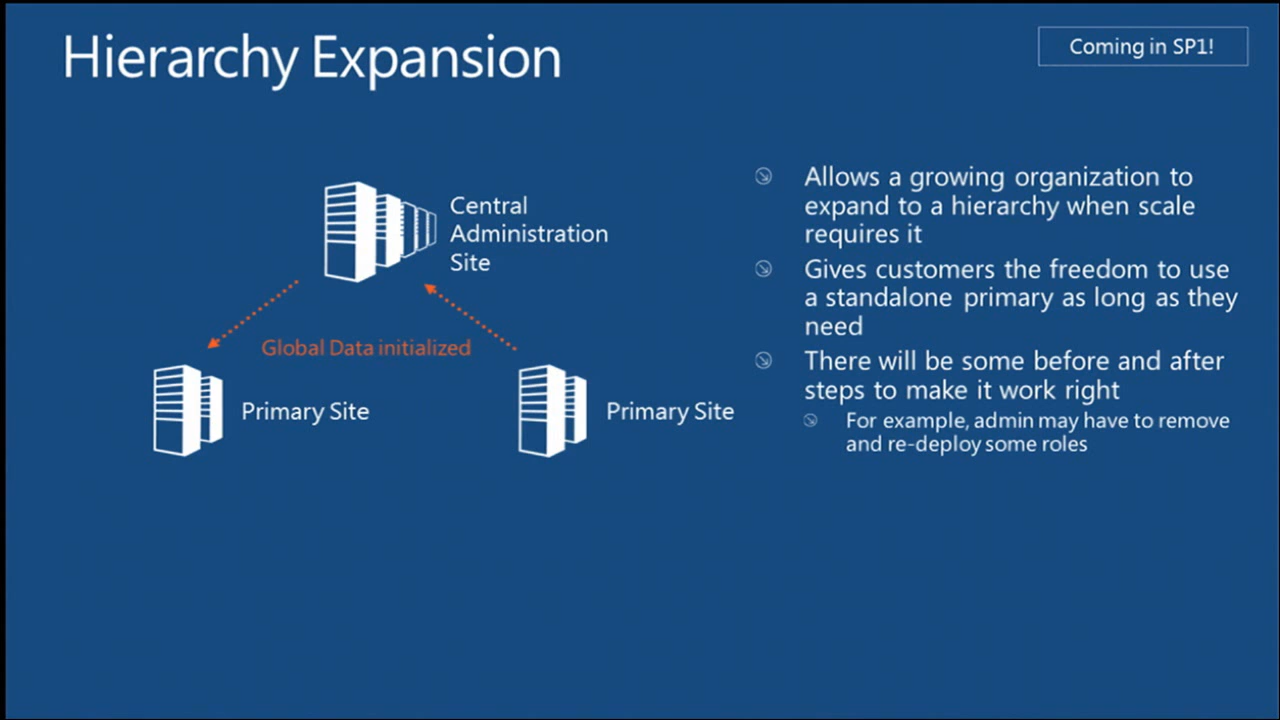 Hierarchy Expansion
Coming in SP1!
Central
Administration
Site
Global Data initialized
Primary Site
Primary Site
Allows a growing organization to
expand to a hierarchy when scale
requires it
Gives customers the freedom to use
a standalone primary as long as they
need
There will be some before and after
steps to make it work right
For example, admin may have to remove
and re-deploy some roles